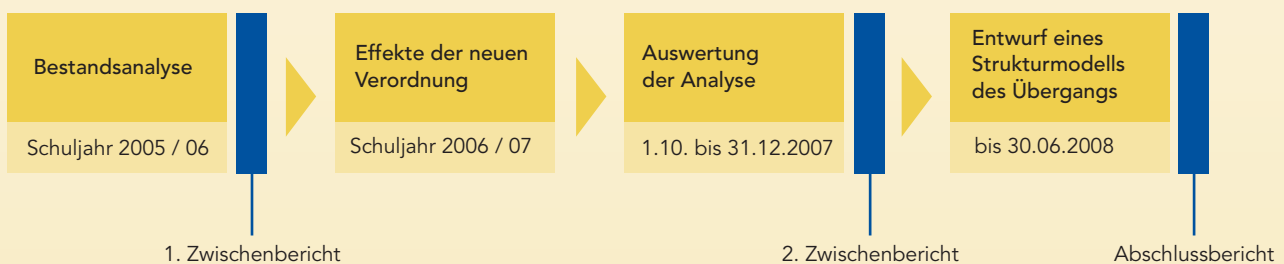 Bestandsanalyse
Schuljahr 2005 / 06
Effekte der neuen
Verordnung
Schuljahr 2006 / 07
Auswertung
der Analyse
1.10. bis 31.12.2007
Entwurf eines
Strukturmodells
des Übergangs
bis 30.06.2008
1. Zwischenbericht
2. Zwischenbericht
Abschlussbericht